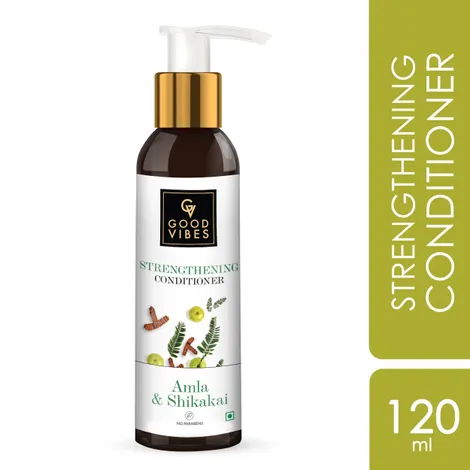 GV
GOOD
VIBES
STRENGTHENING
CONDITIONER
Amla
& Shikakai
NO PARABENS
STRENGTHENING
CONDITIONER
120
ml